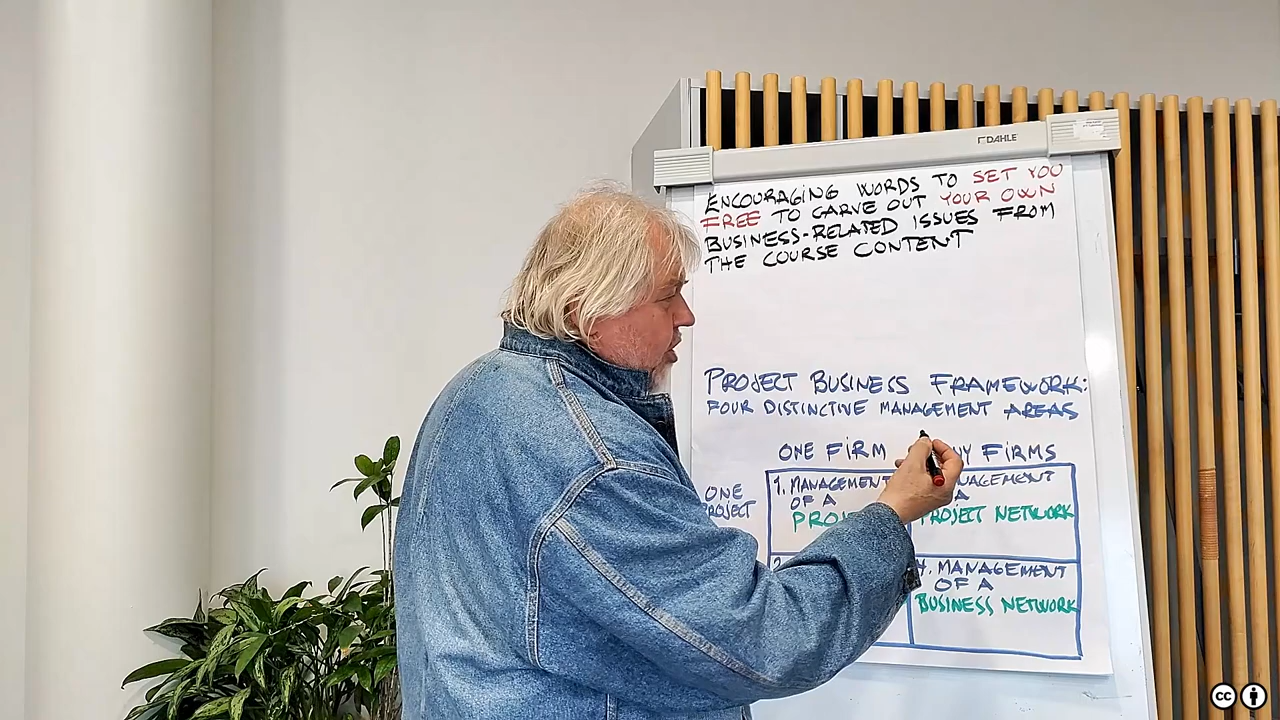 DAHLE
ENCOURAGING WORDS TO SET YOU
FREE TO CARVE OUT YOUR OWN
BUSINESS-RELATED ISSUES FROM
THE COURSE CONTENT
PROJECT BUSINESS FRAMEWORK:
FOUR DISTINCTIVE MANAGEMENT AREAS
ONE FIRM FIRMS
ONE
PROJECT
1. MANAGEMENT
OF A
PROJECT NETWORK
4. MANAGEMENT
OF A
BUSINESS NETWORK
cc